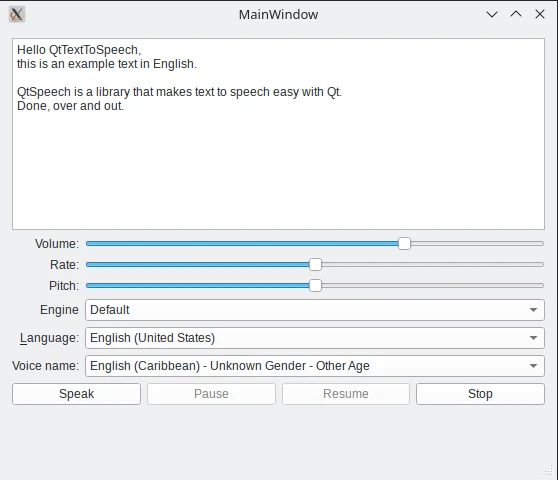 MainWindow
Hello QtTextToSpeech,
this is an example text in English.
QtSpeech is a library that makes text to speech easy with Qt.
Done, over and out.
Volume:
Rate:
Pitch:
Engine Default
Language: English (United States)
Voice name: English (Caribbean) - Unknown Gender - Other Age
Speak Pause Resume Stop